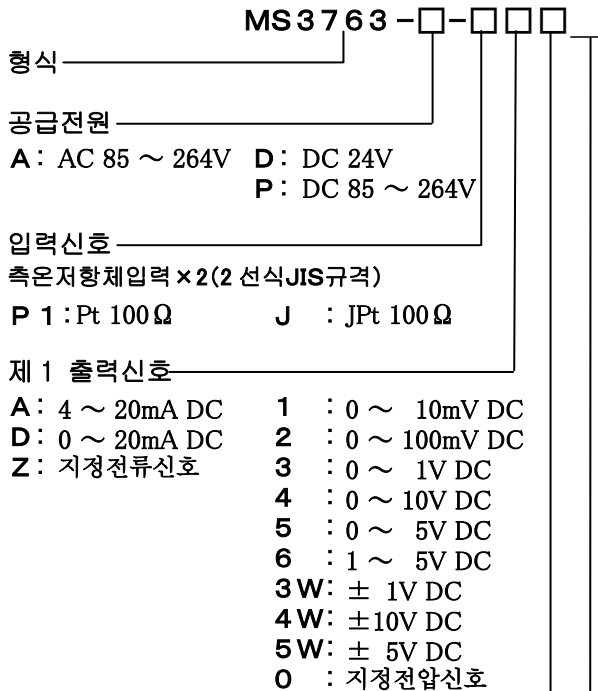 MS3763-□-□□□
형식
공급전원
A: AC 85 ～ 264V D: DC 24V
P: DC 85 ～ 264V
입력신호
측온저항체입력×2(2 선식JIS규격)
P 1 : Pt 100Ω J : JPt 100Ω
제 1 출력신호
A: 4 ～ 20mA DC 1 : 0 ～ 10mV DC
D: 0 ～ 20mA DC 2 : 0 ～ 100mV DC
Z: 지정전류신호 3 : 0 ～ 1V DC
4 : 0 ～ 10V DC
5 : 0 ～ 5V DC
6 : 1 ～ 5V DC
3W: ± 1V DC
4W: ±10V DC
5W: ± 5V DC
0 : 지정전압신호